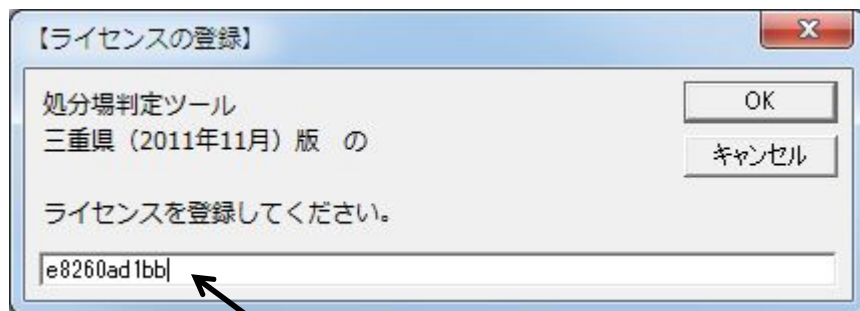 【ライセンスの登録】
処分場判定ツール
三重県（2011年11月）版　の
ライセンスを登録してください。
OK
キャンセル
e8260ad1bb